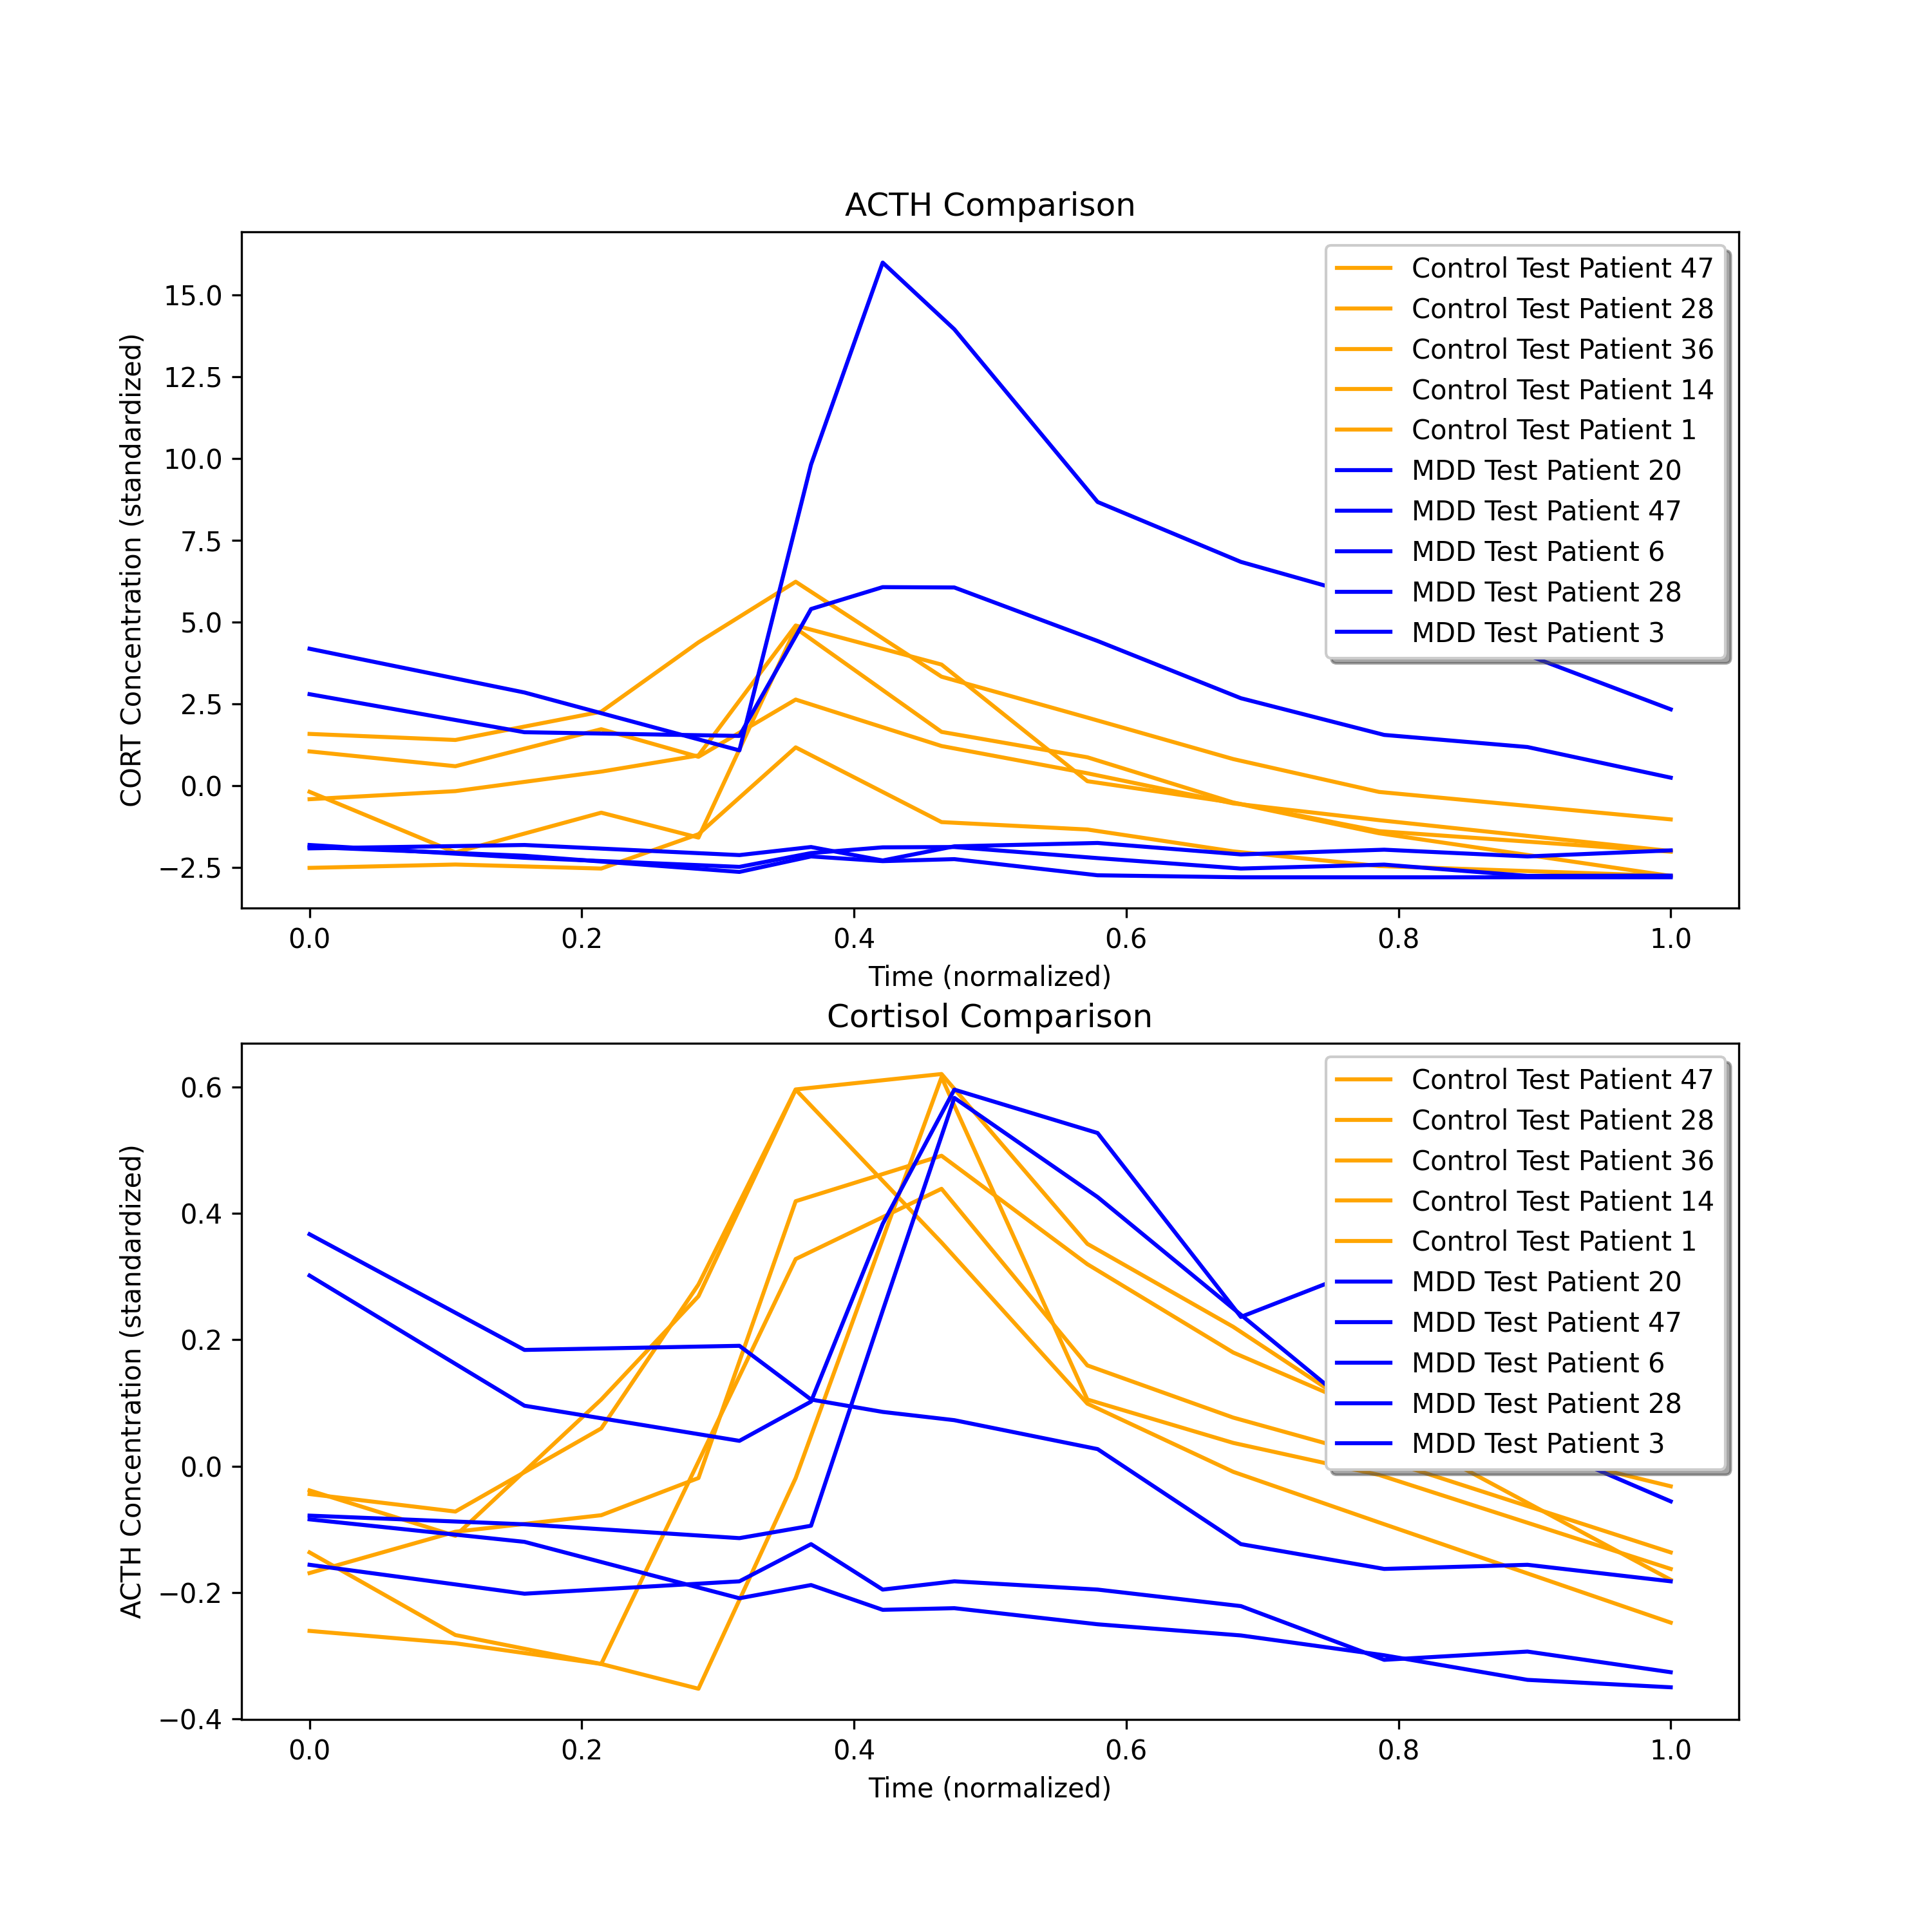 ACTH Comparison
CORT Concentration (standardized)
15.0
12.5
10.0
7.5
5.0
2.5
0.0
−2.5
Control Test Patient 47
Control Test Patient 28
Control Test Patient 36
Control Test Patient 14
Control Test Patient 1
MDD Test Patient 20
MDD Test Patient 47
MDD Test Patient 6
MDD Test Patient 28
MDD Test Patient 3
0.0 0.2 0.4 0.6 0.8 1.0
Time (normalized)
Cortisol Comparison
ACTH Concentration (standardized)
0.6
0.4
0.2
0.0
−0.2
−0.4
Control Test Patient 47
Control Test Patient 28
Control Test Patient 36
Control Test Patient 14
Control Test Patient 1
MDD Test Patient 20
MDD Test Patient 47
MDD Test Patient 6
MDD Test Patient 28
MDD Test Patient 3
0.0 0.2 0.4 0.6 0.8 1.0
Time (normalized)